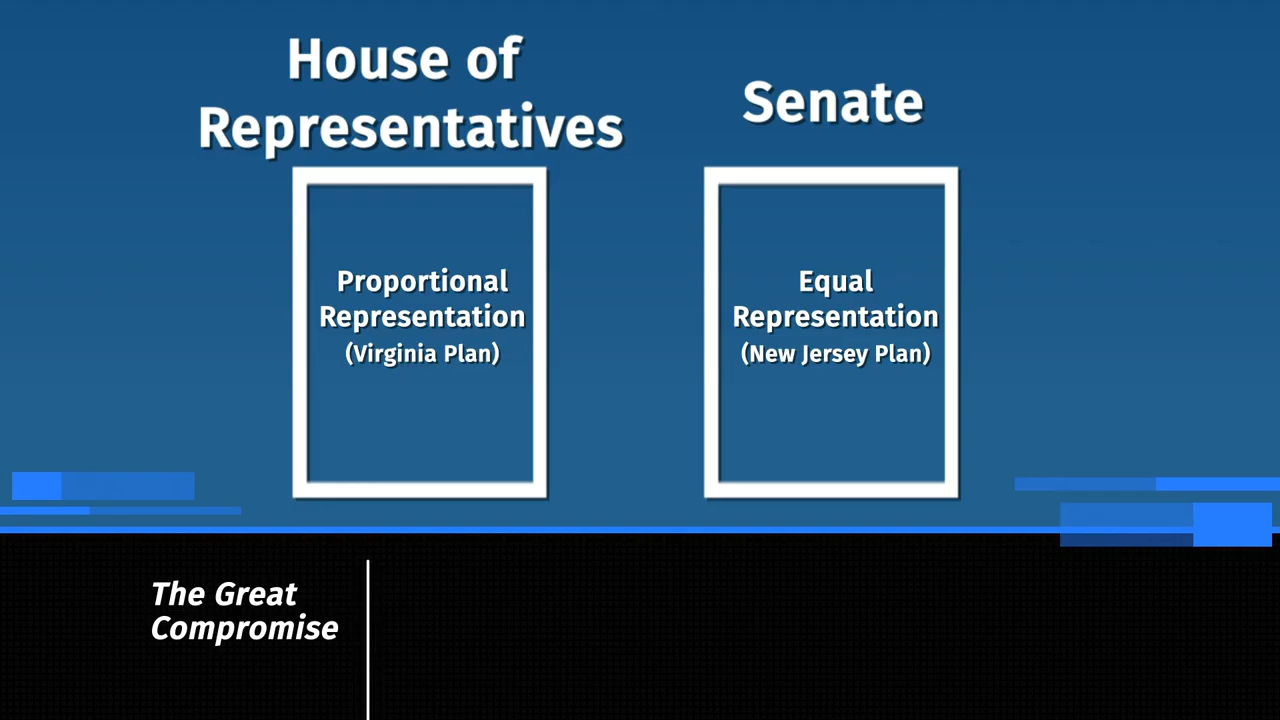 House of
Representatives
Senate
Proportional
Representation
(Virginia Plan)
Equal
Representation
(New Jersey Plan)
The Great
Compromise